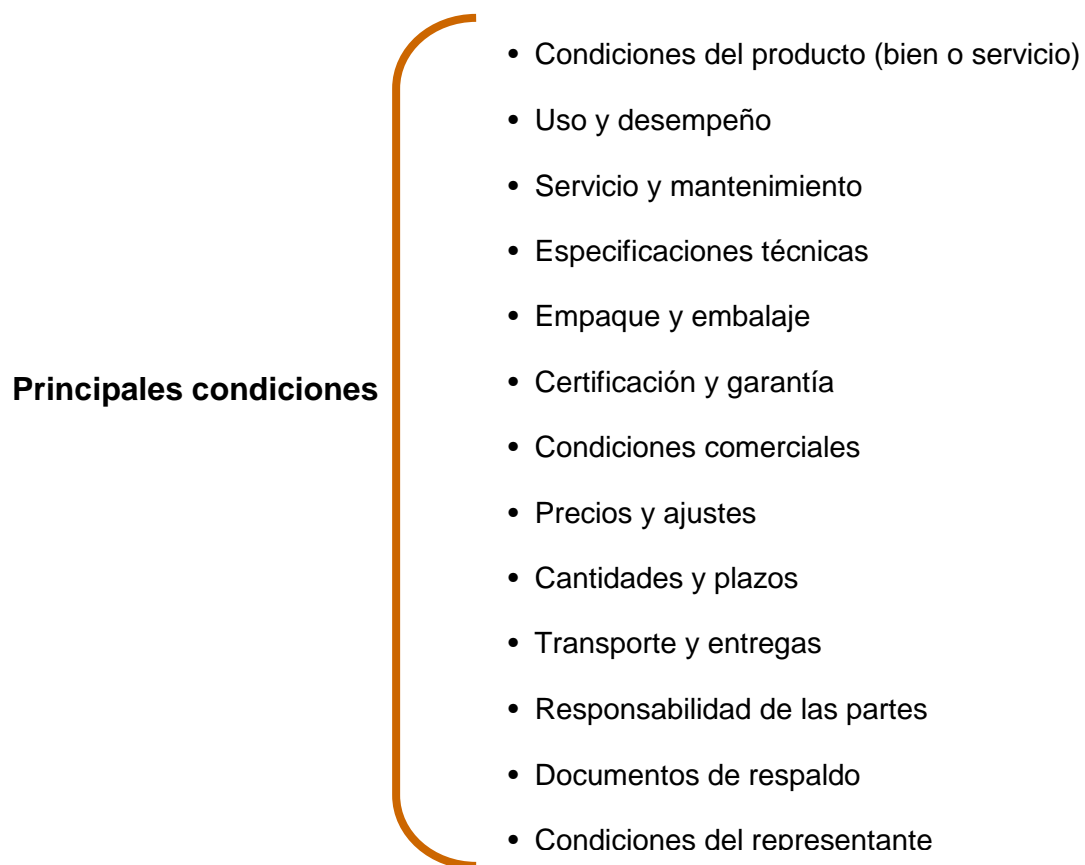 Principales condiciones
• Condiciones del producto (bien o servicio)
• Uso y desempeño
• Servicio y mantenimiento
• Especificaciones técnicas
• Empaque y embalaje
• Certificación y garantía
• Condiciones comerciales
• Precios y ajustes
• Cantidades y plazos
• Transporte y entregas
• Responsabilidad de las partes
• Documentos de respaldo
• Condiciones del representante